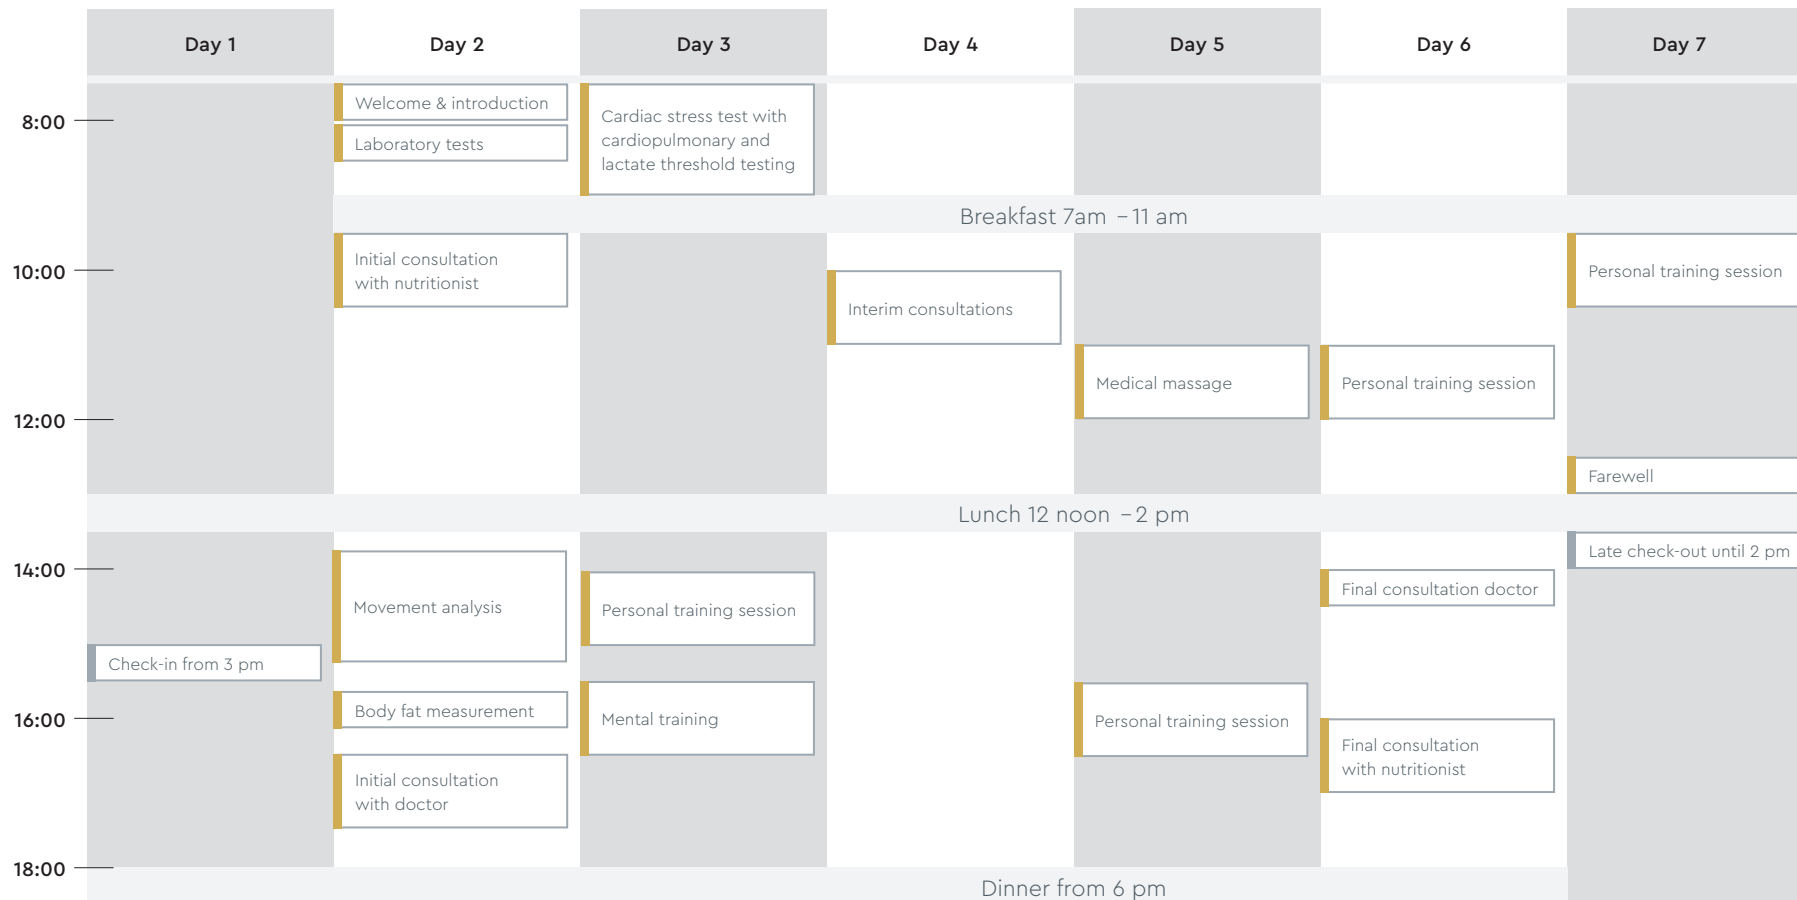 Day 1
Day 2
Day 3
Day 4
Day 5
Day 6
Day 7
8:00
Welcome & introduction
Laboratory tests
Cardiac stress test with
cardiopulmonary and
lactate threshold testing
Breakfast 7am – 11 am
10:00
Initial consultation
with nutritionist
Interim consultations
Personal training session
Medical massage
Personal training session
12:00
Farewell
Lunch 12 noon – 2 pm
14:00
Movement analysis
Personal training session
Final consultation doctor
Late check-out until 2 pm
Check-in from 3 pm
16:00
Body fat measurement
Mental training
Personal training session
Final consultation
with nutritionist
Initial consultation
with doctor
18:00
Dinner from 6 pm